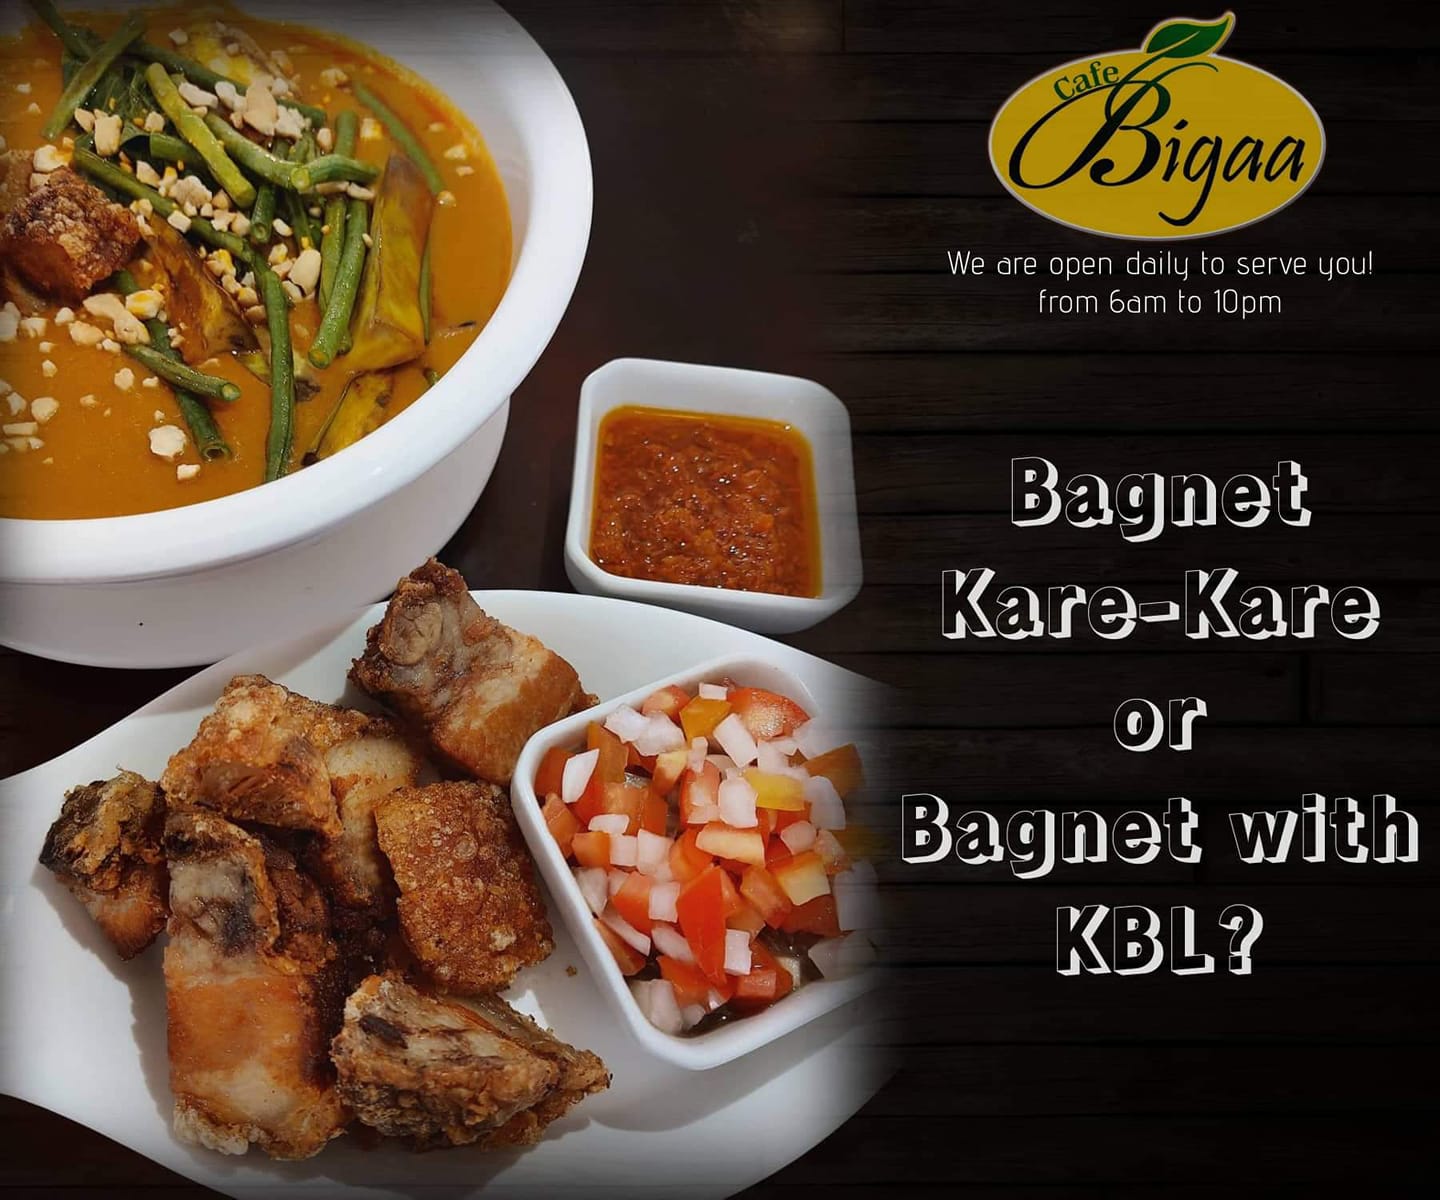 Cafe
Bigaa
We are open daily to serve you!
from 6am to 10pm
Bagnet
Kare-Kare
or
Bagnet with
KBL?